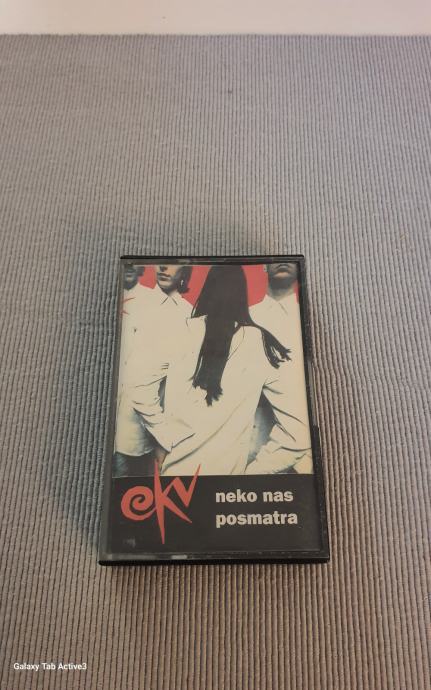 ekv
neko nas
posmatra
Galaxy Tab Active3